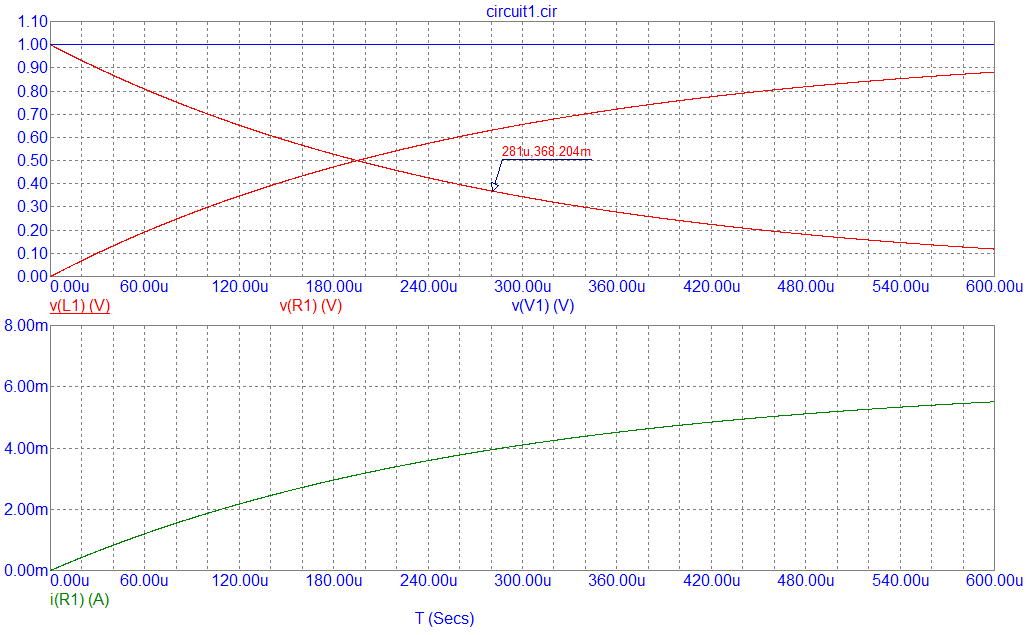 circuit1.cir
1.10
1.00
0.90
0.80
0.70
0.60
0.50
0.40
0.30
0.20
0.10
0.00
281u,368.204m
0.00u 60.00u 120.00u 180.00u 240.00u 300.00u 360.00u 420.00u 480.00u 540.00u 600.00u
v(L1) (V) v(R1) (V) v(V1) (V)
8.00m
6.00m
4.00m
2.00m
0.00m
0.00u 60.00u 120.00u 180.00u 240.00u 300.00u 360.00u 420.00u 480.00u 540.00u 600.00u
i(R1) (A)
T (Secs)